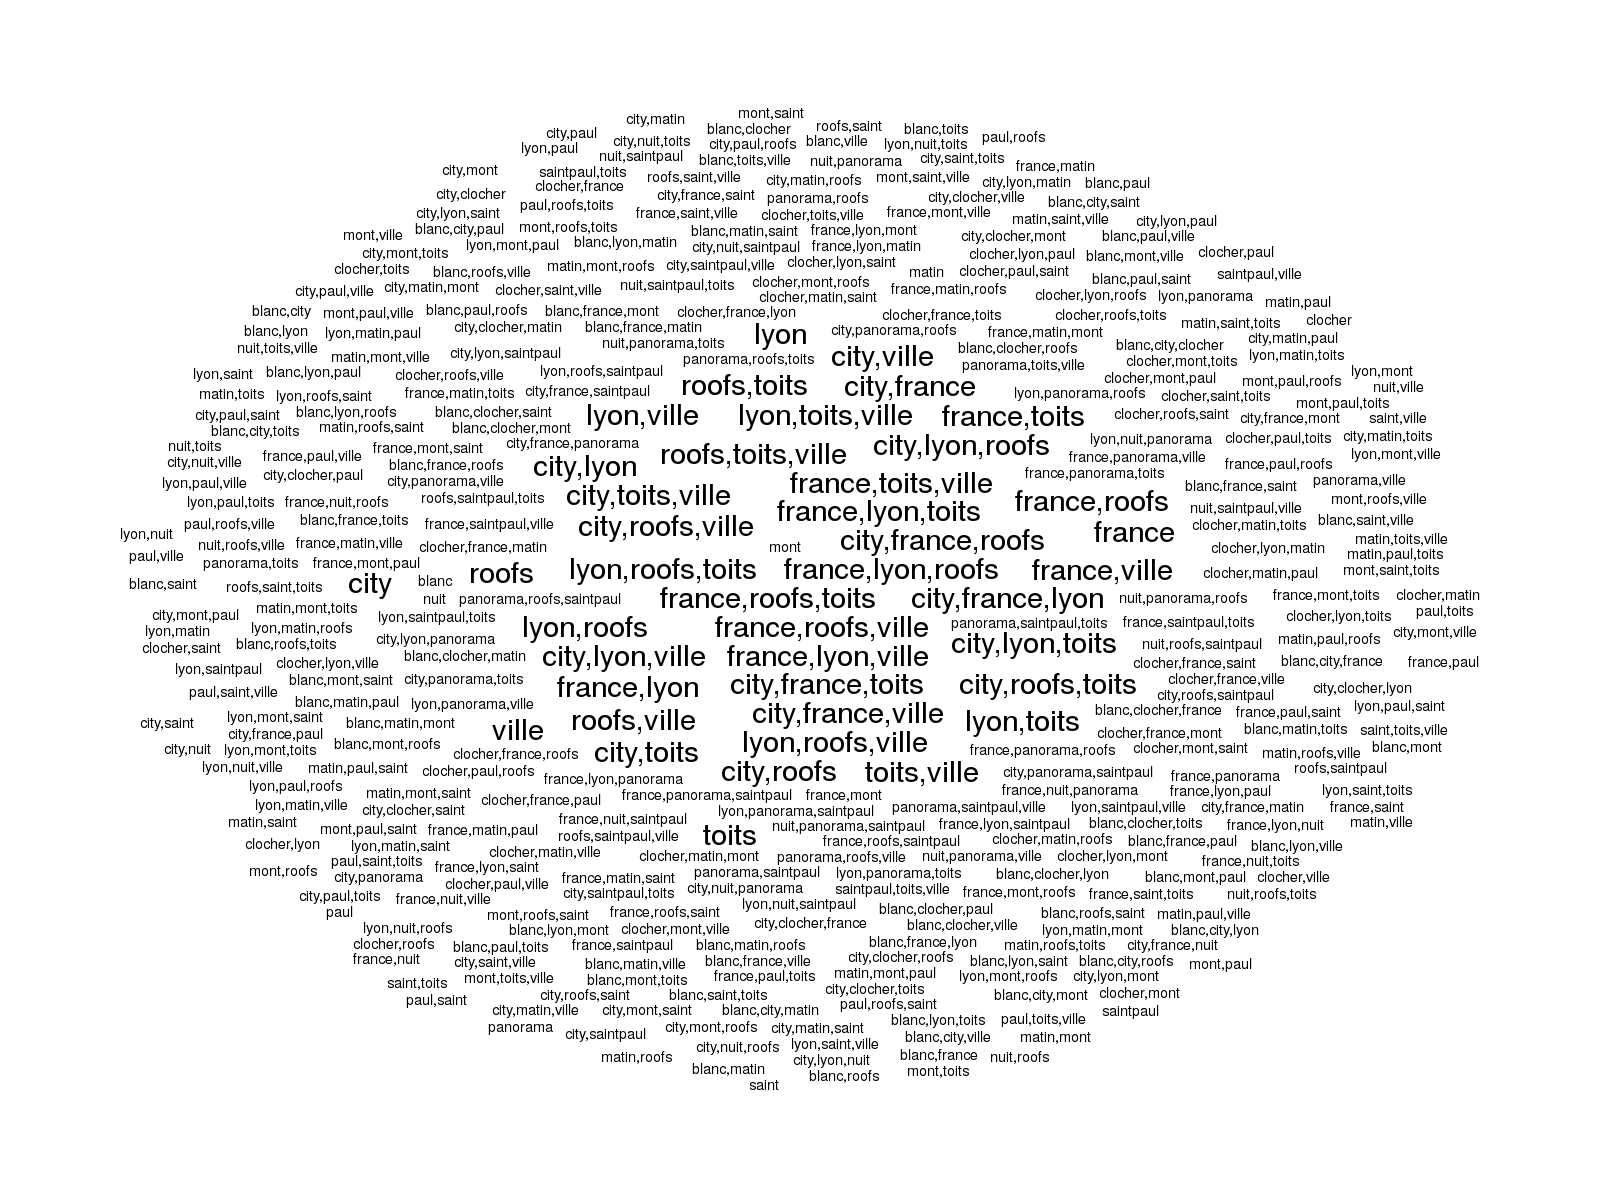 mont,saint
city,matin
blanc,clocher roofs,saint blanc,toits
city,paul paul,roofs
city,nuit,toits city,paul,roofs blanc,ville lyon,nuit,toits
lyon,paul
nuit,saintpaul blanc,toits,ville nuit,panorama city,saint,toits
france,matin
city,mont saintpaul,toits roofs,saint,ville city,matin,roofs mont,saint,ville city,lyon,matin blanc,paul
clocher,france
city,clocher city,france,saint panorama,roofs city,clocher,ville blanc,city,saint
city,lyon,saint paul,roofs,toits france,saint,ville clocher,toits,ville france,mont,ville matin,saint,ville city,lyon,paul
blanc,city,paul mont,roofs,toits blanc,matin,saint france,lyon,mont
mont,ville city,clocher,mont blanc,paul,ville
lyon,mont,paul blanc,lyon,matin city,nuit,saintpaul france,lyon,matin
city,mont,toits clocher,lyon,paul blanc,mont,ville clocher,paul
clocher,toits blanc,roofs,ville matin,mont,roofs city,saintpaul,ville clocher,lyon,saint matin clocher,paul,saint
blanc,paul,saint saintpaul,ville
city,paul,ville city,matin,mont clocher,saint,ville nuit,saintpaul,toits clocher,mont,roofs france,matin,roofs
clocher,matin,saint clocher,lyon,roofs lyon,panorama matin,paul
blanc,city mont,paul,ville blanc,paul,roofs blanc,france,mont clocher,france,lyon clocher,france,toits clocher,roofs,toits
matin,saint,toits clocher
blanc,lyon lyon,matin,paul city,clocher,matin blanc,france,matin lyon city,panorama,roofs france,matin,mont
nuit,panorama,toits blanc,city,clocher city,matin,paul
nuit,toits,ville matin,mont,ville city,lyon,saintpaul panorama,roofs,toits city,ville blanc,clocher,roofs
panorama,toits,ville clocher,mont,toits lyon,matin,toits
lyon,saint blanc,lyon,paul clocher,roofs,ville lyon,roofs,saintpaul clocher,mont,paul mont,paul,roofs lyon,mont
matin,toits lyon,roofs,saint france,matin,toits city,france,saintpaul roofs,toits city,france lyon,panorama,roofs clocher,saint,toits nuit,ville
mont,paul,toits
city,paul,saint blanc,lyon,roofs blanc,clocher,saint lyon,ville lyon,toits,ville france,toits clocher,roofs,saint city,france,mont saint,ville
blanc,city,toits matin,roofs,saint blanc,clocher,mont
nuit,toits france,mont,saint city,france,panorama city,lyon,roofs lyon,nuit,panorama clocher,paul,toits city,matin,toits
city,nuit,ville france,paul,ville blanc,france,roofs city,lyon roofs,toits,ville france,panorama,ville france,paul,roofs lyon,mont,ville
lyon,paul,ville city,clocher,paul city,panorama,ville france,toits,ville france,panorama,toits blanc,france,saint panorama,ville
lyon,paul,toits france,nuit,roofs roofs,saintpaul,toits city,toits,ville france,roofs nuit,saintpaul,ville mont,roofs,ville
paul,roofs,ville blanc,france,toits france,saintpaul,ville city,roofs,ville france,lyon,toits clocher,matin,toits blanc,saint,ville
lyon,nuit france
nuit,roofs,ville france,matin,ville clocher,france,matin mont city,france,roofs clocher,lyon,matin matin,toits,ville
paul,ville panorama,toits france,mont,paul matin,paul,toits
blanc,saint roofs,saint,toits city blanc roofs lyon,roofs,toits france,lyon,roofs france,ville clocher,matin,paul mont,saint,toits
nuit panorama,roofs,saintpaul france,roofs,toits city,france,lyon nuit,panorama,roofs france,mont,toits clocher,matin
city,mont,paul matin,mont,toits lyon,saintpaul,toits clocher,lyon,toits paul,toits
lyon,matin lyon,matin,roofs lyon,roofs france,roofs,ville panorama,saintpaul,toits france,saintpaul,toits city,mont,ville
clocher,saint blanc,roofs,toits city,lyon,panorama city,lyon,toits nuit,roofs,saintpaul matin,paul,roofs
lyon,saintpaul clocher,lyon,ville blanc,clocher,matin city,lyon,ville france,lyon,ville clocher,france,saint blanc,city,france france,paul
blanc,mont,saint city,panorama,toits france,lyon city,france,toits city,roofs,toits clocher,france,ville city,clocher,lyon
paul,saint,ville blanc,matin,paul lyon,panorama,ville city,roofs,saintpaul
city,saint lyon,mont,saint blanc,matin,mont roofs,ville city,france,ville blanc,clocher,france france,paul,saint lyon,paul,saint
city,france,paul ville lyon,toits clocher,france,mont blanc,matin,toits saint,toits,ville
city,nuit lyon,mont,toits blanc,mont,roofs clocher,france,roofs city,toits lyon,roofs,ville france,panorama,roofs clocher,mont,saint matin,roofs,ville blanc,mont
lyon,nuit,ville matin,paul,saint clocher,paul,roofs france,lyon,panorama city,roofs toits,ville city,panorama,saintpaul france,panorama roofs,saintpaul
lyon,paul,roofs matin,mont,saint clocher,france,paul france,panorama,saintpaul france,mont france,nuit,panorama france,lyon,paul lyon,saint,toits
lyon,matin,ville city,clocher,saint lyon,panorama,saintpaul panorama,saintpaul,ville lyon,saintpaul,ville city,france,matin france,saint
matin,saint mont,paul,saint france,matin,paul france,nuit,saintpaul nuit,panorama,saintpaul france,lyon,saintpaul blanc,clocher,toits france,lyon,nuit matin,ville
clocher,lyon lyon,matin,saint roofs,saintpaul,ville toits france,roofs,saintpaul clocher,matin,roofs blanc,france,paul blanc,lyon,ville
clocher,matin,ville clocher,matin,mont panorama,roofs,ville nuit,panorama,ville clocher,lyon,mont france,nuit,toits
mont,roofs paul,saint,toits france,lyon,saint panorama,saintpaul lyon,panorama,toits blanc,clocher,lyon
city,panorama clocher,paul,ville france,matin,saint blanc,mont,paul clocher,ville
city,paul,toits france,nuit,ville city,saintpaul,toits city,nuit,panorama saintpaul,toits,ville france,mont,roofs france,saint,toits nuit,roofs,toits
paul mont,roofs,saint france,roofs,saint lyon,nuit,saintpaul blanc,clocher,paul blanc,roofs,saint matin,paul,ville
lyon,nuit,roofs blanc,lyon,mont clocher,mont,ville city,clocher,france blanc,clocher,ville lyon,matin,mont blanc,city,lyon
clocher,roofs blanc,paul,toits france,saintpaul blanc,matin,roofs blanc,france,lyon matin,roofs,toits city,france,nuit
france,nuit city,saint,ville blanc,matin,ville blanc,france,ville city,clocher,roofs blanc,lyon,saint blanc,city,roofs mont,paul
saint,toits mont,toits,ville blanc,mont,toits france,paul,toits matin,mont,paul lyon,mont,roofs city,lyon,mont
paul,saint city,roofs,saint blanc,saint,toits city,clocher,toits blanc,city,mont clocher,mont
city,matin,ville city,mont,saint blanc,city,matin paul,roofs,saint saintpaul
panorama city,saintpaul city,mont,roofs city,matin,saint blanc,lyon,toits paul,toits,ville
matin,roofs city,nuit,roofs lyon,saint,ville blanc,city,ville matin,mont
blanc,matin city,lyon,nuit blanc,france nuit,roofs
saint blanc,roofs mont,toits